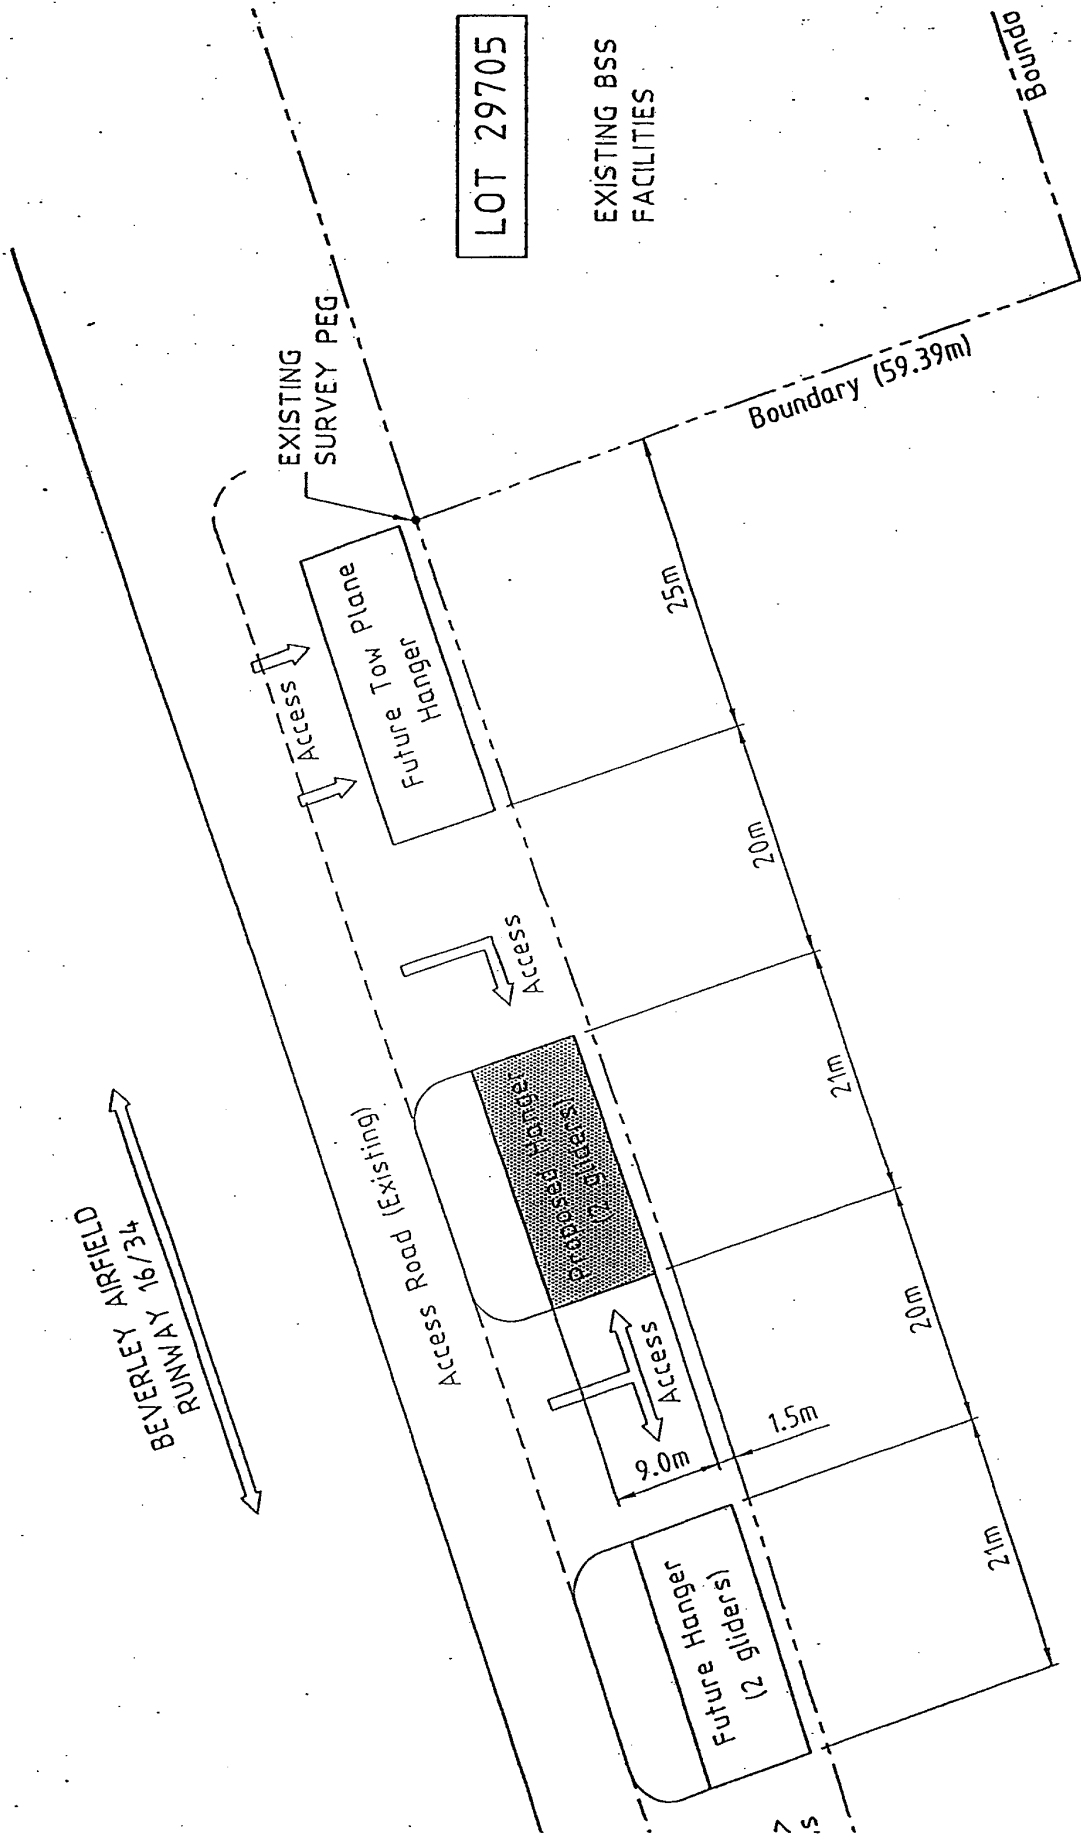 LOT 29705
EXISTING BSS
FACILITIES
Bounda
EXISTING
SURVEY PEG
Boundary (59.39m)
Future Tow Plane
Hanger
Access
25m
20m
Access
BEVERLEY AIRFIELD
RUNWAY 16/34
Access Road (Existing)
Proposed Hanger
(2 gliders)
21m
Access
20m
9.0m
1.5m
Future Hanger
(2 gliders)
21m